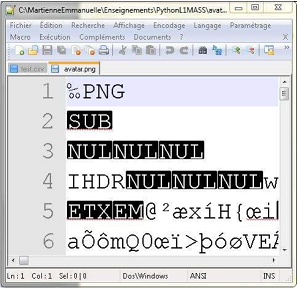 C:\MartienneEmmanuelle\Enseignements\PythonL1MASS\avat...
Fichier Édition Recherche Affichage Encodage Langage Paramétrage
Macro Exécution Compléments Documents ? X
test.csv avatar.png
1 ‰PNG
2 SUB
3 NULNULNUL
4 IHDRNULNULNULw
5 ETXEM@²æxíH{œi
6 aÕômQ0œï>þóøVEÃ
Ln:1 Col:1 Sel:0|0 Dos\Windows ANSI INS